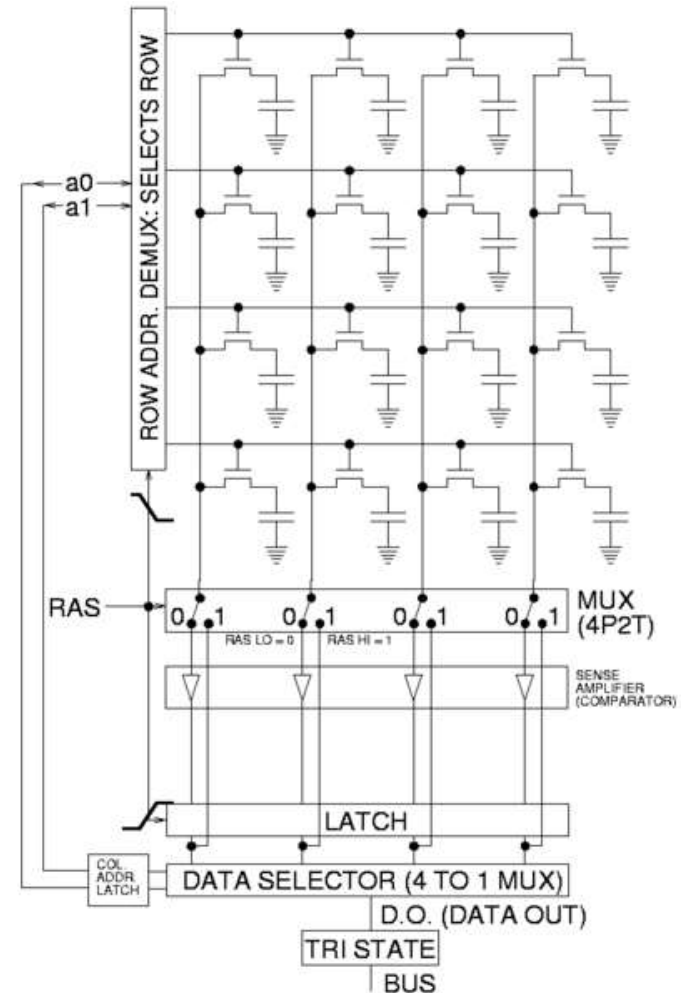 ROW ADDR. DEMUX: SELECTS ROW
a0
a1
RAS
0 1 0 1 0 1 0 1
RAS LO = 0 RAS HI = 1
MUX
(4P2T)
SENSE
AMPLIFIER
(COMPARATOR)
LATCH
COL.
ADDR.
LATCH
DATA SELECTOR (4 TO 1 MUX)
D.O. (DATA OUT)
TRI STATE
BUS